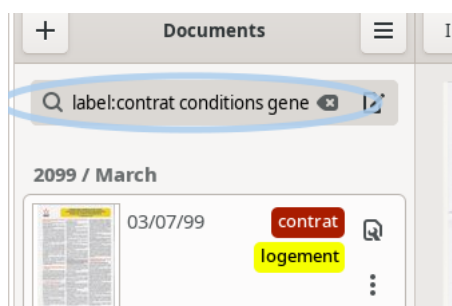 Documents
label:contrat conditions gene
2099 / March
03/07/99
contrat
logement